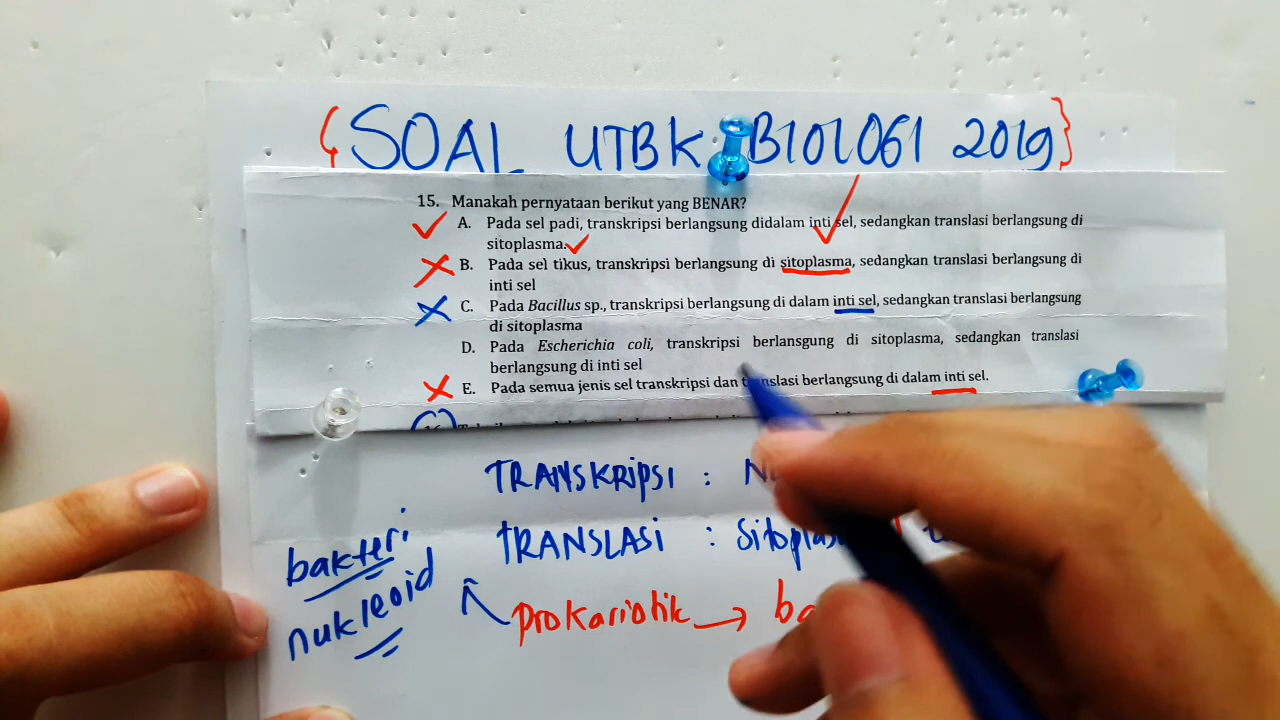 SOAL UTBK BIOLOGI 2019
15. Manakah pernyataan berikut yang BENAR?
A. Pada sel padi, transkripsi berlangsung didalam inti sel, sedangkan translasi berlangsung di
sitoplasma.
B. Pada sel tikus, transkripsi berlangsung di sitoplasma, sedangkan translasi berlangsung di
inti sel
C. Pada Bacillus sp., transkripsi berlangsung di dalam inti sel, sedangkan translasi berlangsung
di sitoplasma
D. Pada Escherichia coli, transkripsi berlansgung di sitoplasma, sedangkan translasi
berlangsung di inti sel
E. Pada semua jenis sel transkripsi dan translasi berlangsung di dalam inti sel.
TRANSKRIPSI :
TRANSLASI :
bakteri
nukleoid
prokariotik →